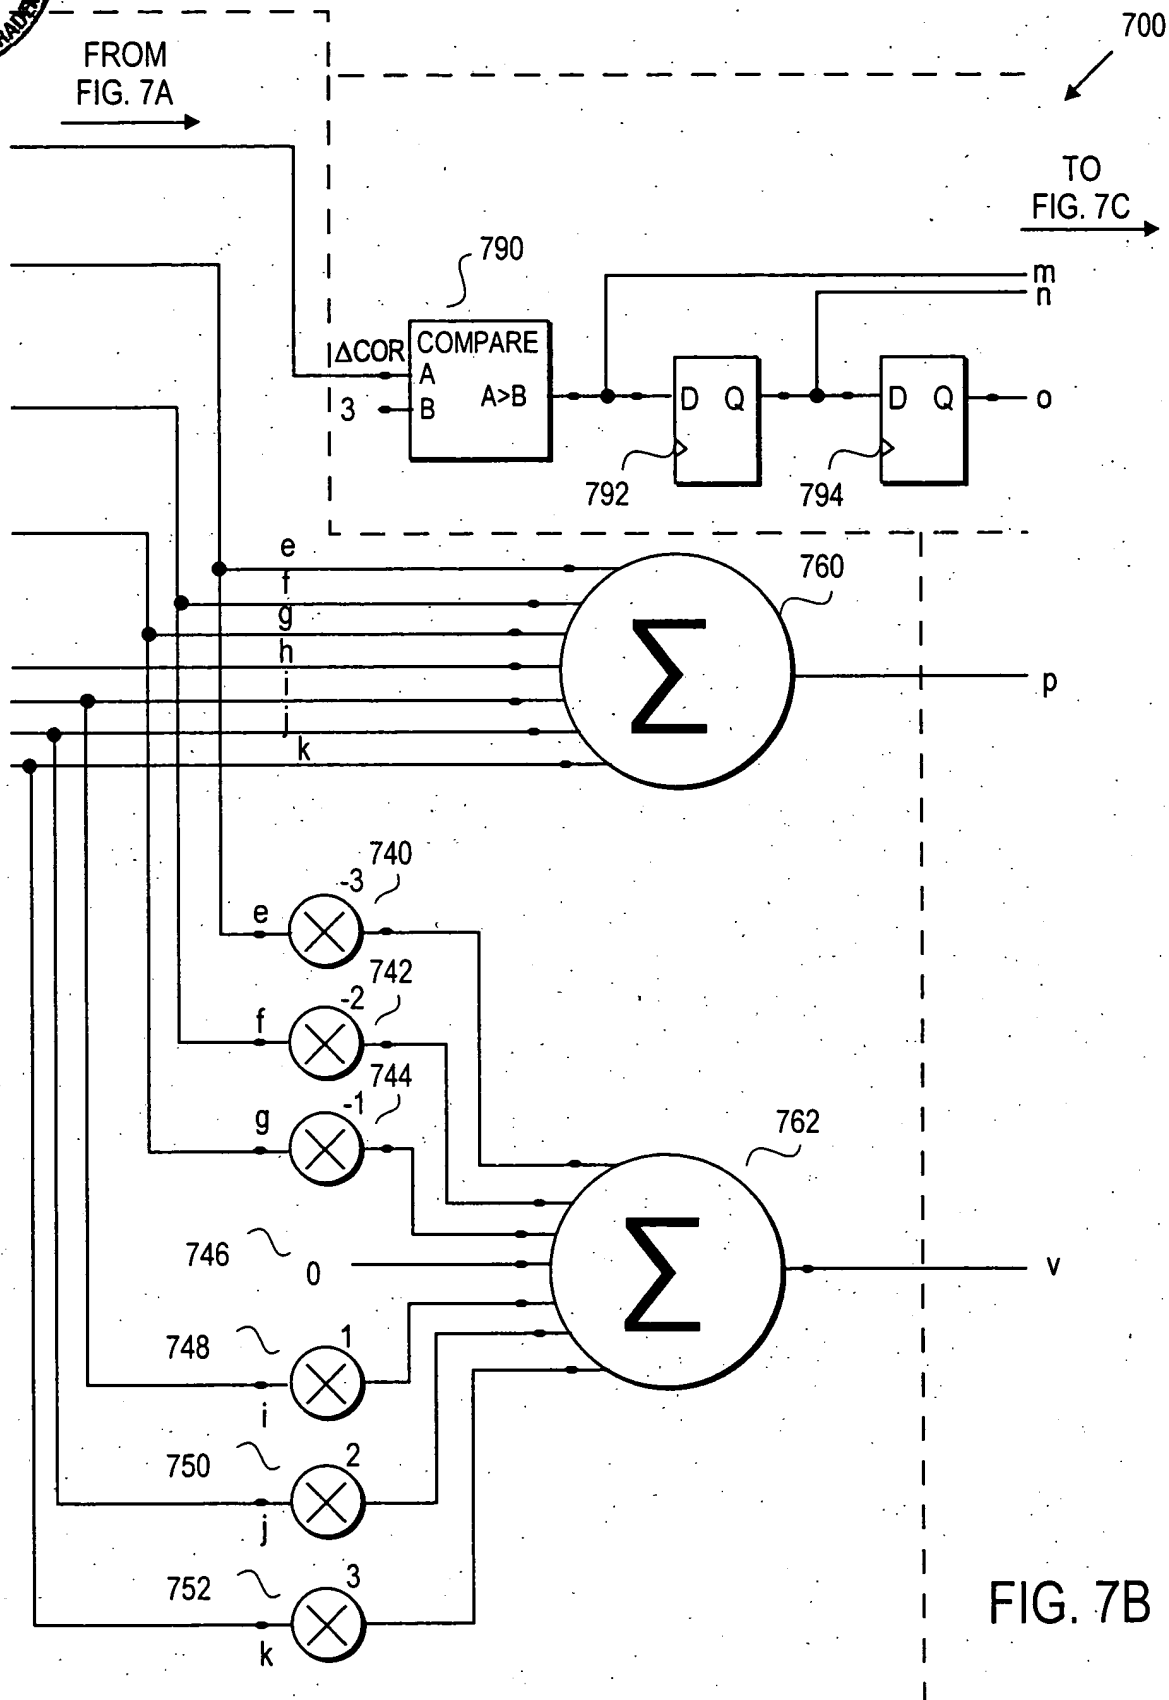 TRADEM
700
FROM
FIG. 7A
TO
FIG. 7C
790
m
n
ΔCOR
COMPARE
A
3
B
A>B
D Q
D Q
o
792
794
e
760
f
g
h
i
p
j
k
740
-3
e
742
-2
f
744
-1
g
762
Σ
Σ
746
0
v
748
1
i
750
2
j
752
3
k
FIG. 7B